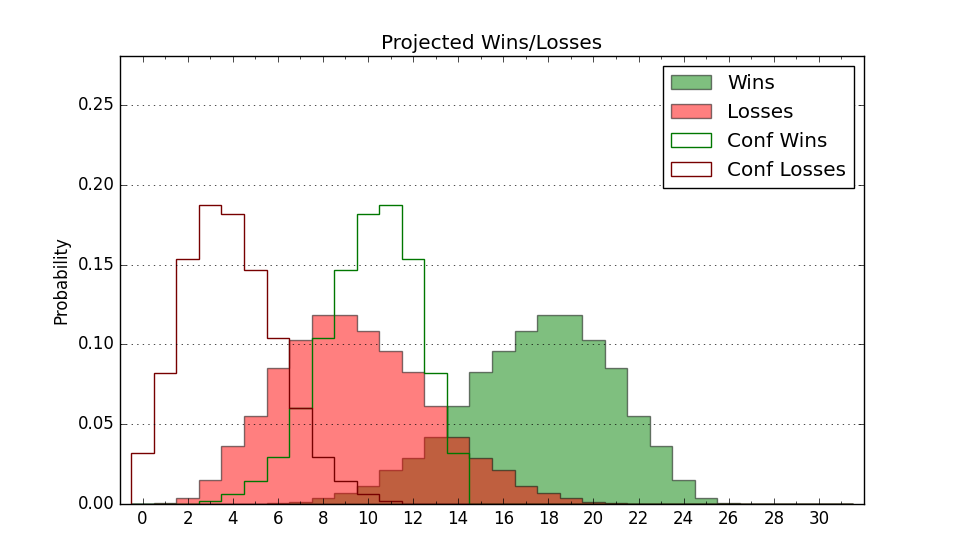 Projected Wins/Losses
Wins
Losses
Conf Wins
Conf Losses
Probability
0.25
0.20
0.15
0.10
0.05
0.00
0 2 4 6 8 10 12 14 16 18 20 22 24 26 28 30